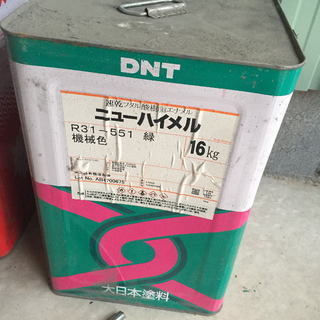 DNT
速乾フタル酸樹脂エナメル
ニューハイメル
R31-551 緑
機械色
16kg
大日本塗料